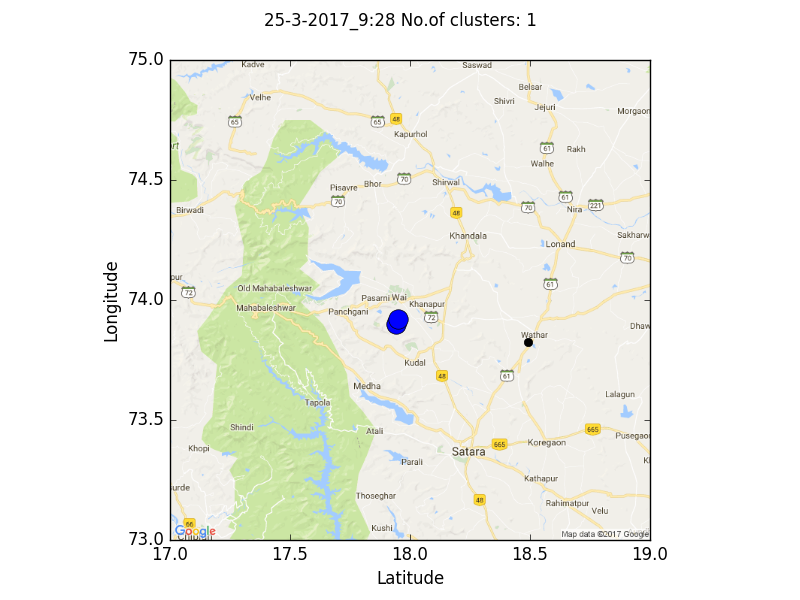 25-3-2017_9:28 No.of clusters: 1
75.0
Kadve
Saswad
Velhe
Belsar
Shivri
Jejuri
Morgaon
65
65
48
Kapurhol
61
Rakh
Walhe
74.5
Pisavre
Bhor
70
Shirwal
70
61
221
Birwadi
48
70
Nira
Khandala
Lonand
Sakharw
70
Old Mahabaleshwar
72
61
74.0
Pasarni
Wai
Khanapur
Mahabaleshwar
Panchgani
72
Dhaw
Wathar
Kudal
48
61
Medha
Lalagun
Tapola
73.5
Shindi
Atali
665
665
Pusegao
Koregaon
Khopi
Satara
Parali
Kathapur
Thoseghar
48
Rahimatpur
Velu
66
Kushi
Google
Map data ©2017 Google
73.0
17.0
17.5
18.0
18.5
19.0
Longitude
Latitude